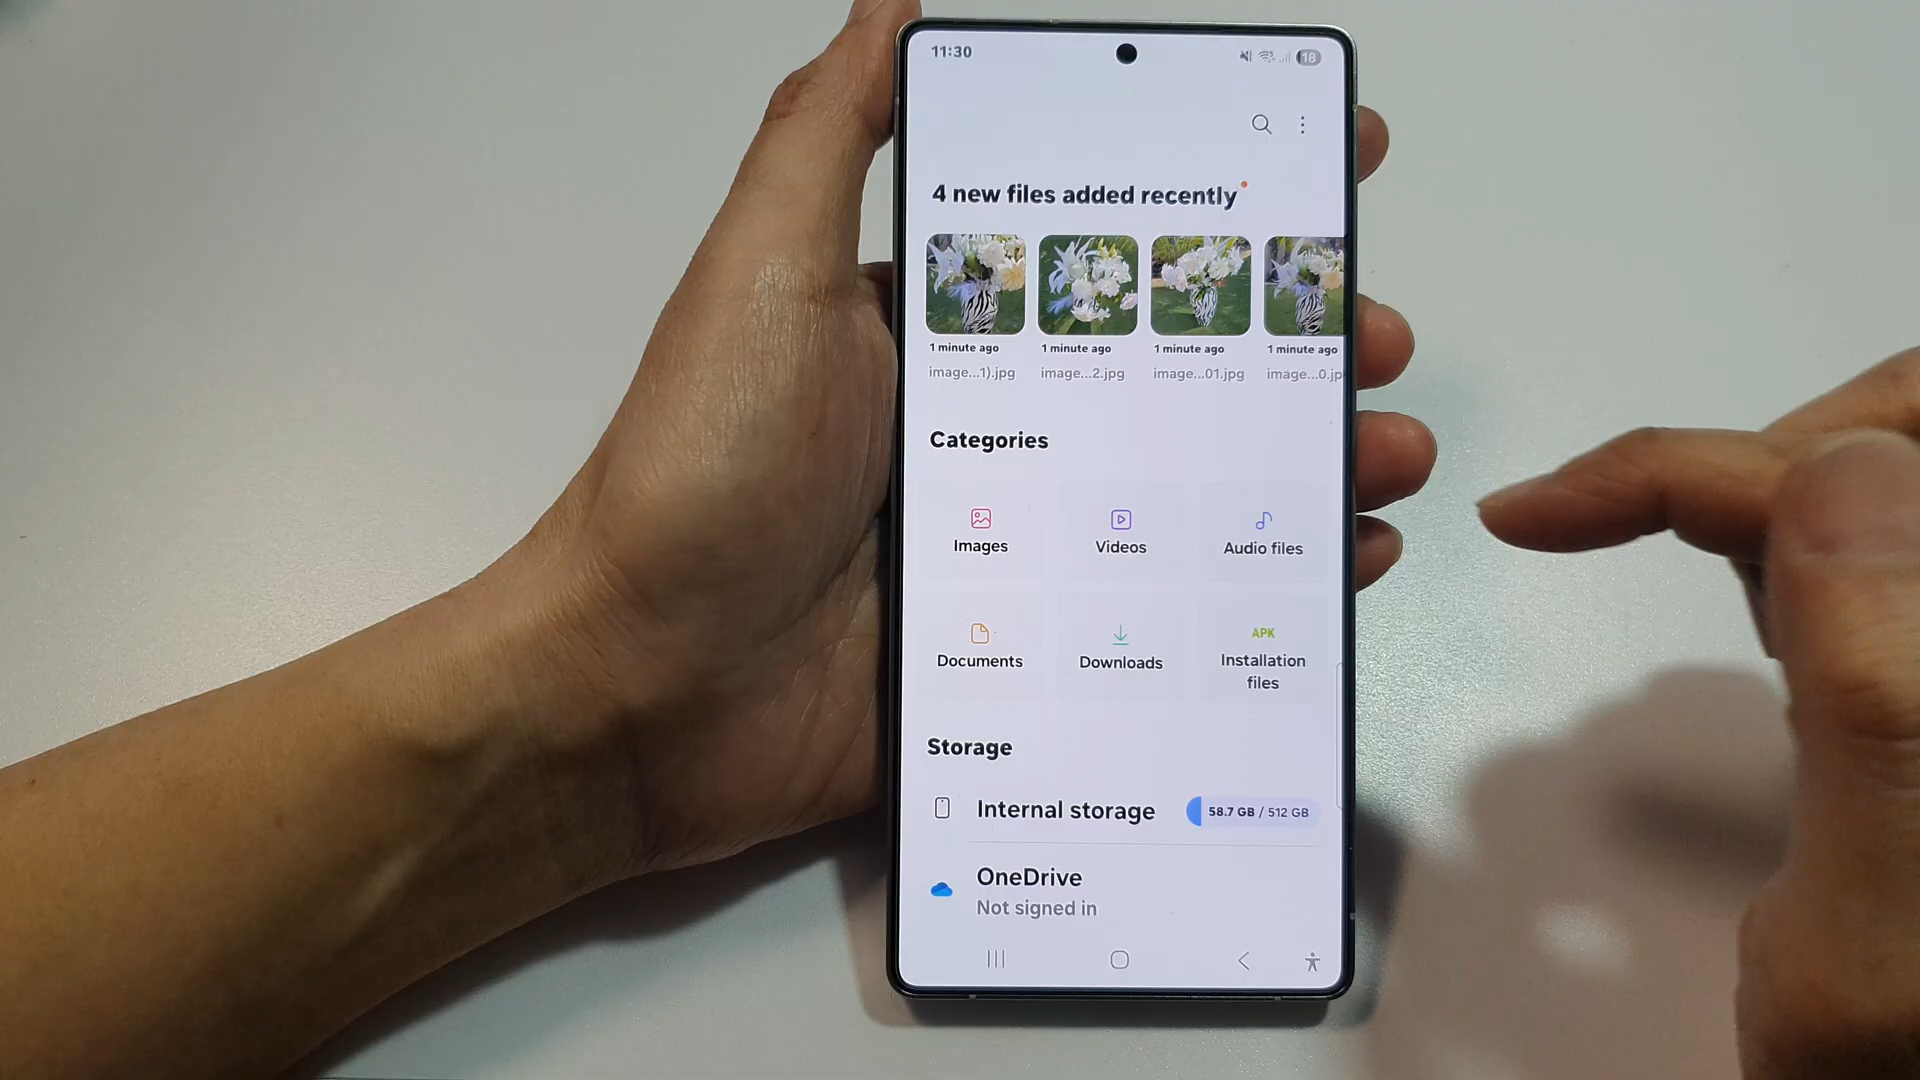 11:30
18
4 new files added recently
1 minute ago 1 minute ago 1 minute ago 1 minute ago
image...1).jpg image...2.jpg image...01.jpg image...0.jp
Categories
Images Videos Audio files
APK
Documents Downloads Installation
files
Storage
Internal storage 58.7 GB / 512 GB
OneDrive
Not signed in